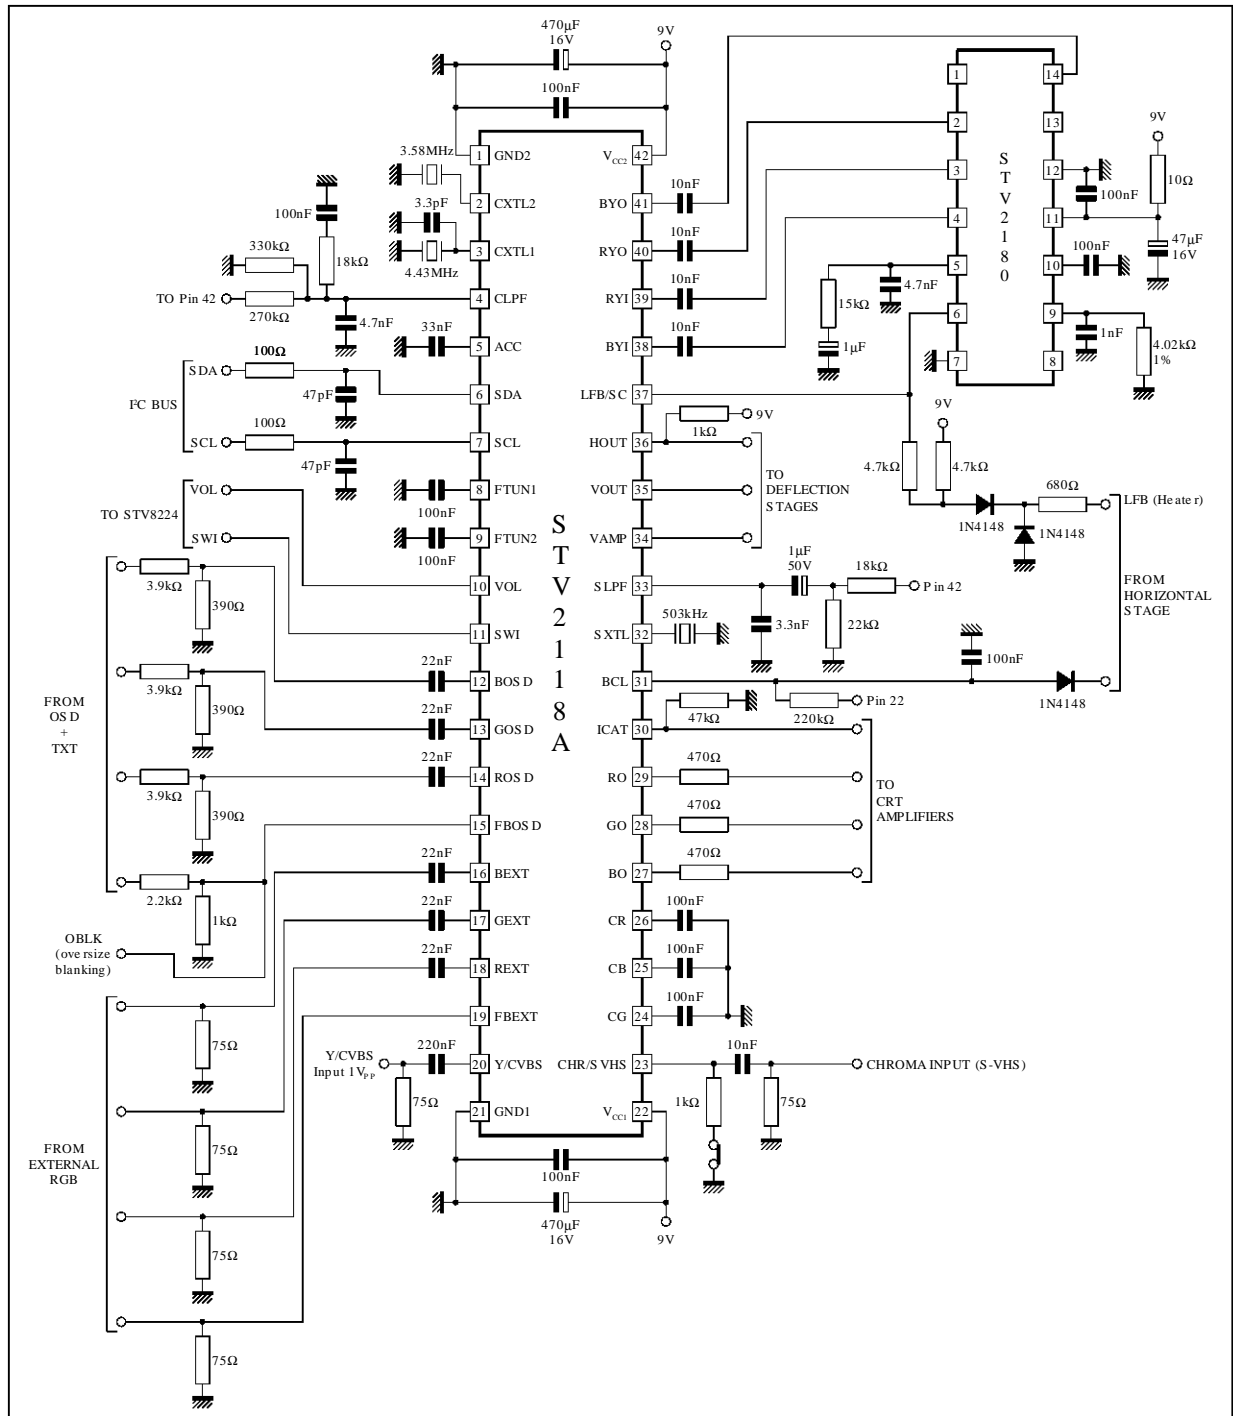 470µF
16V
9V
100nF
1
GND2
VCC2
42
3.58MHz
2
CXTL2
BYO
41
10nF
3.3pF
3
CXTL1
RYO
40
10nF
4.43MHz
100nF
18kΩ
330kΩ
TO Pin 42
270kΩ
4.7nF
4
CLPF
RYI
39
10nF
33nF
5
ACC
BYI
38
10nF
I²C BUS
SDA
100Ω
47pF
6
SDA
LFB/SC
37
SCL
100Ω
47pF
7
SCL
HOUT
36
1kΩ
9V
8
FTUN1
100nF
VOUT
35
9
FTUN2
100nF
VAMP
34
TO
DEFLECTION
STAGES
TO STV8224
VOL
SWI
10
VOL
SLPF
33
3.3nF
1µF
50V
22kΩ
18kΩ
Pin 42
11
SWI
SXTL
32
503kHz
STV2118A
FROM
OSD
+
TXT
3.9kΩ
390Ω
22nF
12
BOSD
BCL
31
100nF
1N4148
220kΩ
Pin 22
3.9kΩ
390Ω
22nF
13
GOSD
ICAT
30
47kΩ
3.9kΩ
390Ω
22nF
14
ROSD
RO
29
470Ω
2.2kΩ
1kΩ
15
FBOSD
GO
28
470Ω
22nF
16
BEXT
BO
27
470Ω
TO
CRT
AMPLIFIERS
OBLK
(oversize
blanking)
22nF
17
GEXT
CR
26
100nF
22nF
18
REXT
CB
25
100nF
19
FBEXT
CG
24
100nF
Y/CVBS
Input 1VPP
75Ω
220nF
20
Y/CVBS
CHR/SVHS
23
1kΩ
10nF
75Ω
CHROMA INPUT (S-VHS)
21
GND1
VCC1
22
100nF
470µF
16V
9V
FROM
EXTERNAL
RGB
75Ω
75Ω
75Ω
75Ω
STV2180
1
2
3
4
5
6
7
14
13
12
11
10
9
8
9V
10Ω
100nF
47µF
16V
100nF
1nF
4.02kΩ
1%
15kΩ
1µF
4.7nF
4.7kΩ
9V
4.7kΩ
1N4148
1N4148
680Ω
LFB (Heater)
FROM
HORIZONTAL
STAGE